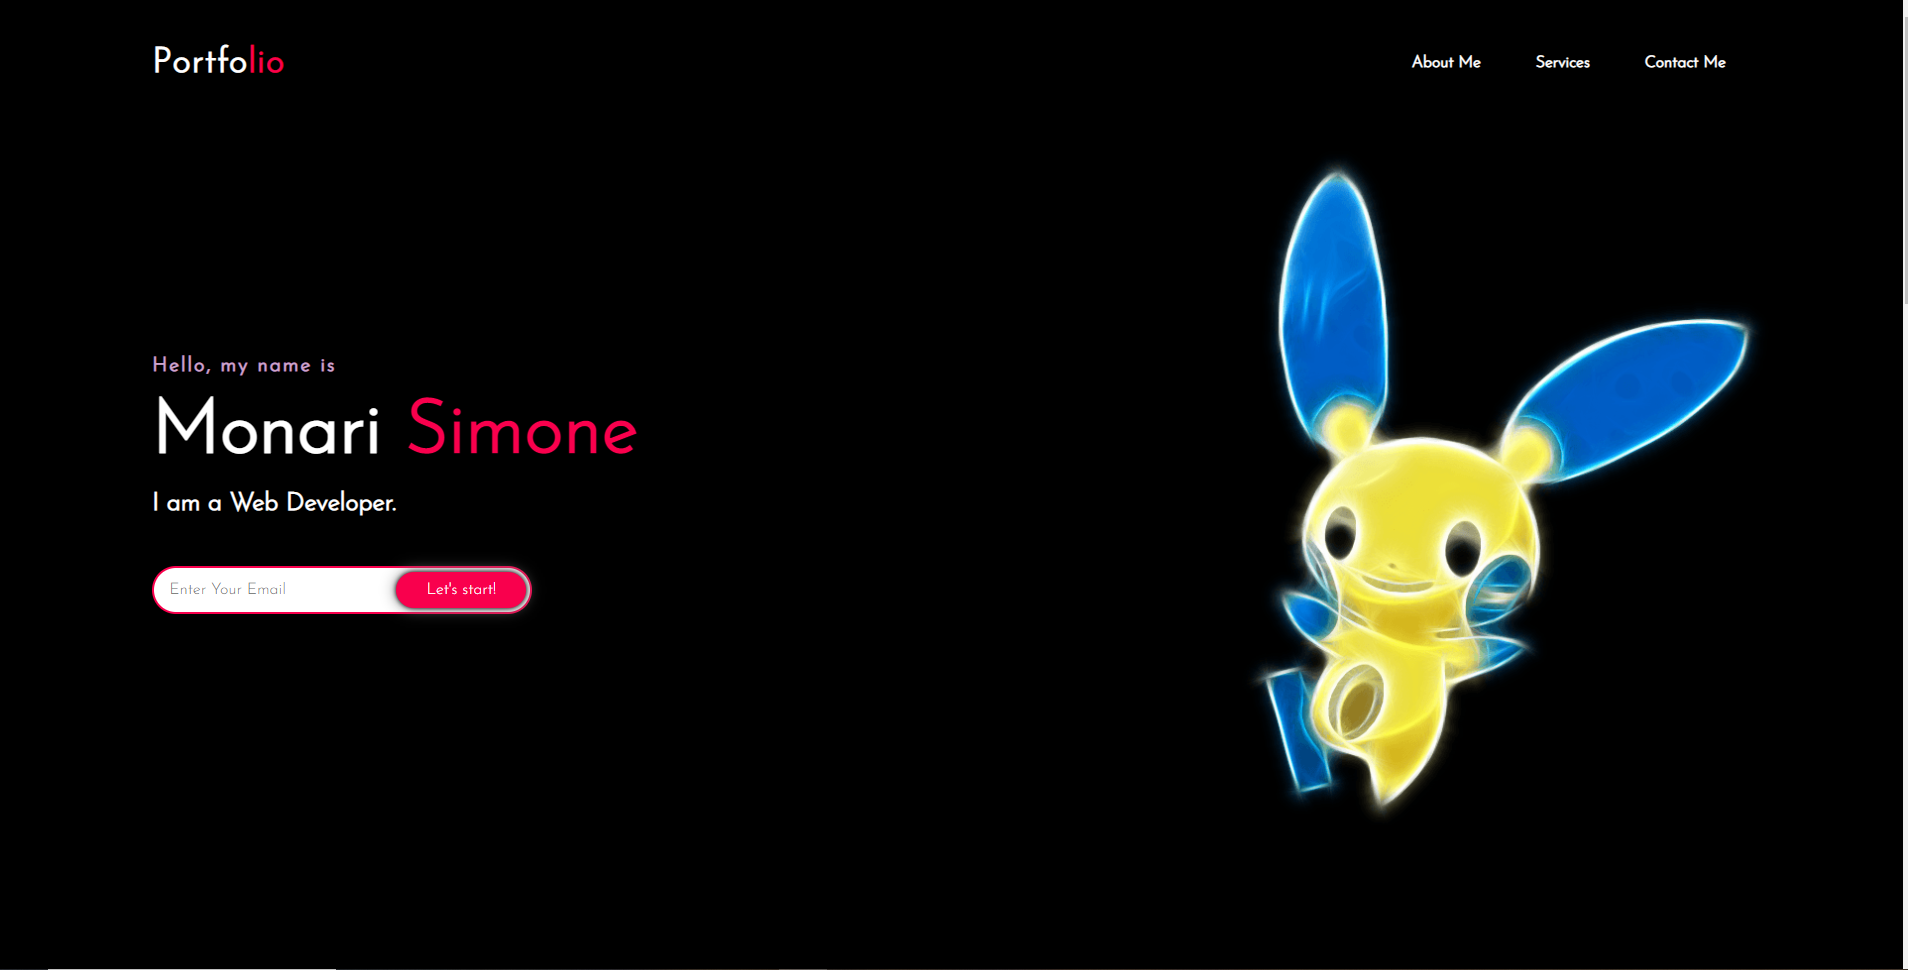 Portfolio
About Me
Services
Contact Me
Hello, my name is
Monari Simone
I am a Web Developer.
Enter Your Email
Let's start!